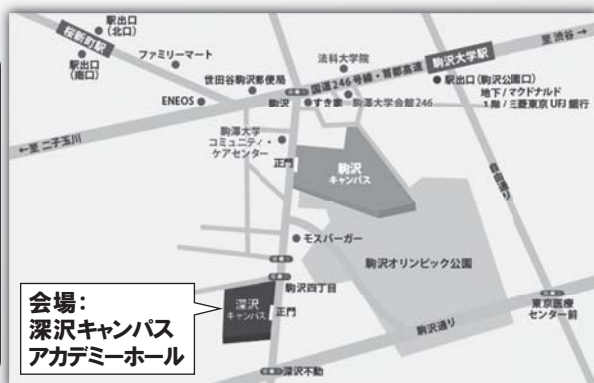 駅出口
(北口)
桜新町駅
駅出口
(南口)
ファミリーマート
世田谷駒沢郵便局
ENEOS
法科大学院
駒沢大学駅
至 渋谷→
国道246号線・首都高速
駅出口(駒沢公園口)
地下/マクドナルド
1階/三菱東京UFJ銀行
駒沢
すき家
駒澤大学会館246
←至 二子玉川
駒澤大学
コミュニティ・
ケアセンター
正門
駒沢
キャンパス
自由通り
モスバーガー
駒沢オリンピック公園
駒沢四丁目
会場:
深沢キャンパス
アカデミーホール
深沢
キャンパス
正門
東京医療
センター前
駒沢通り
深沢不動